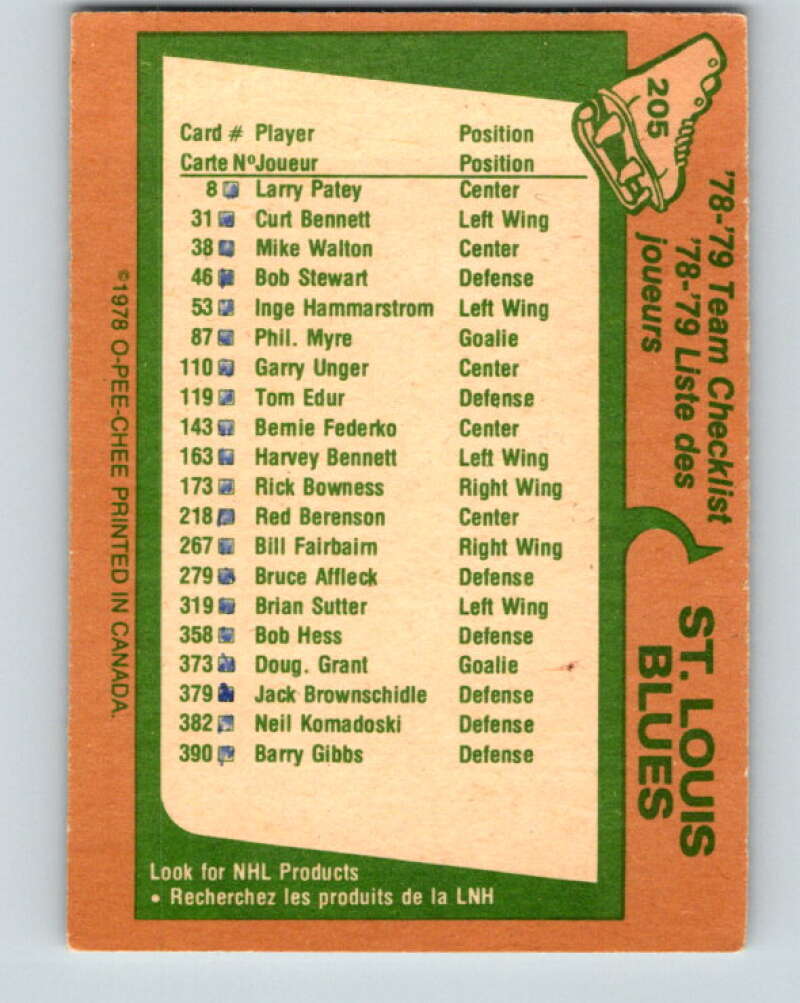 205
'78-'79 Team Checklist
'78-'79 Liste des
joueurs
ST. LOUIS
BLUES
Card # Player Position
Carte Nº Joueur Position
8 Larry Patey Center
31 Curt Bennett Left Wing
38 Mike Walton Center
46 Bob Stewart Defense
53 Inge Hammarstrom Left Wing
87 Phil. Myre Goalie
110 Garry Unger Center
119 Tom Edur Defense
143 Bernie Federko Center
163 Harvey Bennett Left Wing
173 Rick Bowness Right Wing
218 Red Berenson Center
267 Bill Fairbairn Right Wing
279 Bruce Affleck Defense
319 Brian Sutter Left Wing
358 Bob Hess Defense
373 Doug. Grant Goalie
379 Jack Brownschidle Defense
382 Neil Komadoski Defense
390 Barry Gibbs Defense
Look for NHL Products
• Recherchez les produits de la LNH
©1978 O-PEE-CHEE PRINTED IN CANADA.